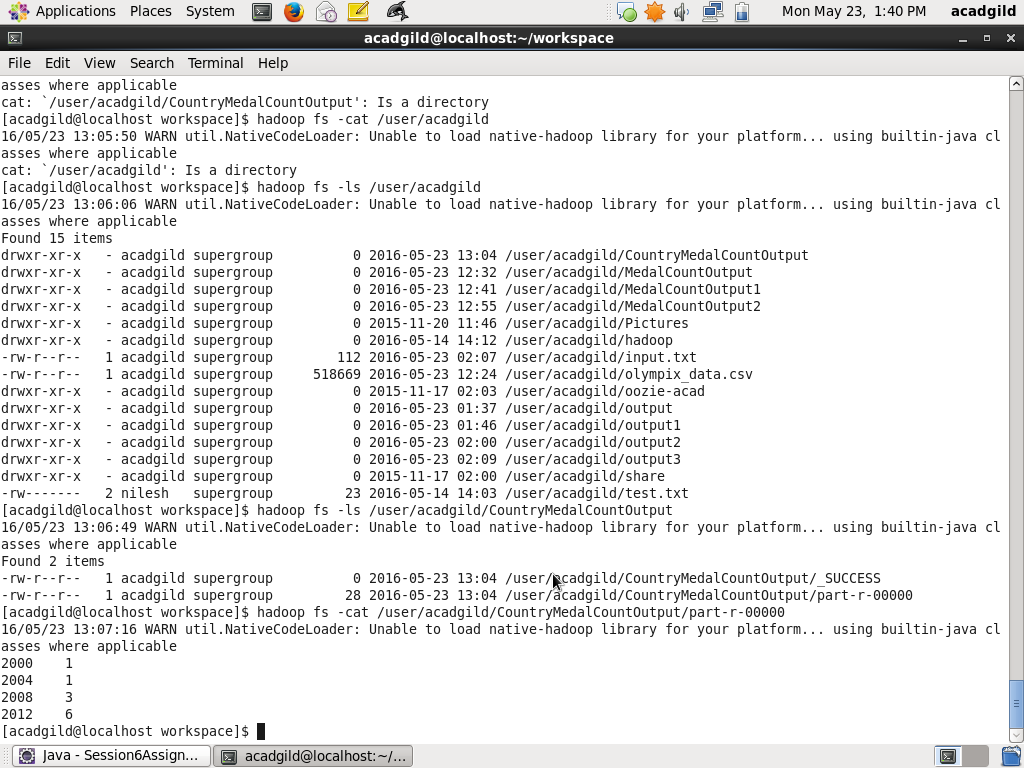 Applications Places System Mon May 23, 1:40 PM acadgild
acadgild@localhost:~/workspace
File Edit View Search Terminal Help
asses where applicable
cat: `/user/acadgild/CountryMedalCountOutput': Is a directory
[acadgild@localhost workspace]$ hadoop fs -cat /user/acadgild
16/05/23 13:05:50 WARN util.NativeCodeLoader: Unable to load native-hadoop library for your platform... using builtin-java cl
asses where applicable
cat: `/user/acadgild': Is a directory
[acadgild@localhost workspace]$ hadoop fs -ls /user/acadgild
16/05/23 13:06:06 WARN util.NativeCodeLoader: Unable to load native-hadoop library for your platform... using builtin-java cl
asses where applicable
Found 15 items
drwxr-xr-x   - acadgild supergroup          0 2016-05-23 13:04 /user/acadgild/CountryMedalCountOutput
drwxr-xr-x   - acadgild supergroup          0 2016-05-23 12:32 /user/acadgild/MedalCountOutput
drwxr-xr-x   - acadgild supergroup          0 2016-05-23 12:41 /user/acadgild/MedalCountOutput1
drwxr-xr-x   - acadgild supergroup          0 2016-05-23 12:55 /user/acadgild/MedalCountOutput2
drwxr-xr-x   - acadgild supergroup          0 2015-11-20 11:46 /user/acadgild/Pictures
drwxr-xr-x   - acadgild supergroup          0 2016-05-14 14:12 /user/acadgild/hadoop
-rw-r--r--   1 acadgild supergroup        112 2016-05-23 02:07 /user/acadgild/input.txt
-rw-r--r--   1 acadgild supergroup     518669 2016-05-23 12:24 /user/acadgild/olympix_data.csv
drwxr-xr-x   - acadgild supergroup          0 2015-11-17 02:03 /user/acadgild/oozie-acad
drwxr-xr-x   - acadgild supergroup          0 2016-05-23 01:37 /user/acadgild/output
drwxr-xr-x   - acadgild supergroup          0 2016-05-23 01:46 /user/acadgild/output1
drwxr-xr-x   - acadgild supergroup          0 2016-05-23 02:00 /user/acadgild/output2
drwxr-xr-x   - acadgild supergroup          0 2016-05-23 02:09 /user/acadgild/output3
drwxr-xr-x   - acadgild supergroup          0 2015-11-17 02:00 /user/acadgild/share
-rw-------   2 nilesh   supergroup         23 2016-05-14 14:03 /user/acadgild/test.txt
[acadgild@localhost workspace]$ hadoop fs -ls /user/acadgild/CountryMedalCountOutput
16/05/23 13:06:49 WARN util.NativeCodeLoader: Unable to load native-hadoop library for your platform... using builtin-java cl
asses where applicable
Found 2 items
-rw-r--r--   1 acadgild supergroup          0 2016-05-23 13:04 /user/acadgild/CountryMedalCountOutput/_SUCCESS
-rw-r--r--   1 acadgild supergroup         28 2016-05-23 13:04 /user/acadgild/CountryMedalCountOutput/part-r-00000
[acadgild@localhost workspace]$ hadoop fs -cat /user/acadgild/CountryMedalCountOutput/part-r-00000
16/05/23 13:07:16 WARN util.NativeCodeLoader: Unable to load native-hadoop library for your platform... using builtin-java cl
asses where applicable
2000    1
2004    1
2008    3
2012    6
[acadgild@localhost workspace]$
Java - Session6Assign... acadgild@localhost:~/...